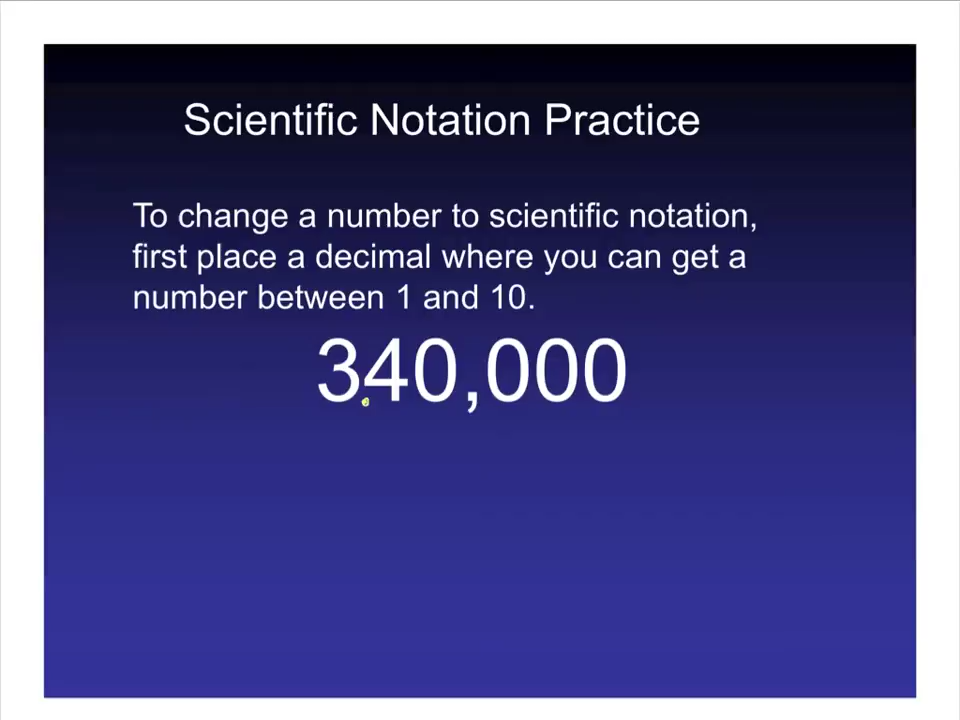 Scientific Notation Practice
To change a number to scientific notation,
first place a decimal where you can get a
number between 1 and 10.
340,000